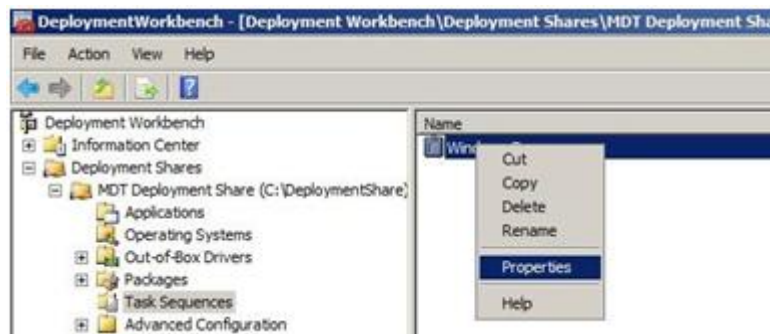 DeploymentWorkbench - [Deployment Workbench\Deployment Shares\MDT Deployment Sha
File Action View Help
Deployment Workbench
Information Center
Deployment Shares
MDT Deployment Share (C:\DeploymentShare)
Applications
Operating Systems
Out-of-Box Drivers
Packages
Task Sequences
Advanced Configuration
Name
Cut
Copy
Delete
Rename
Properties
Help